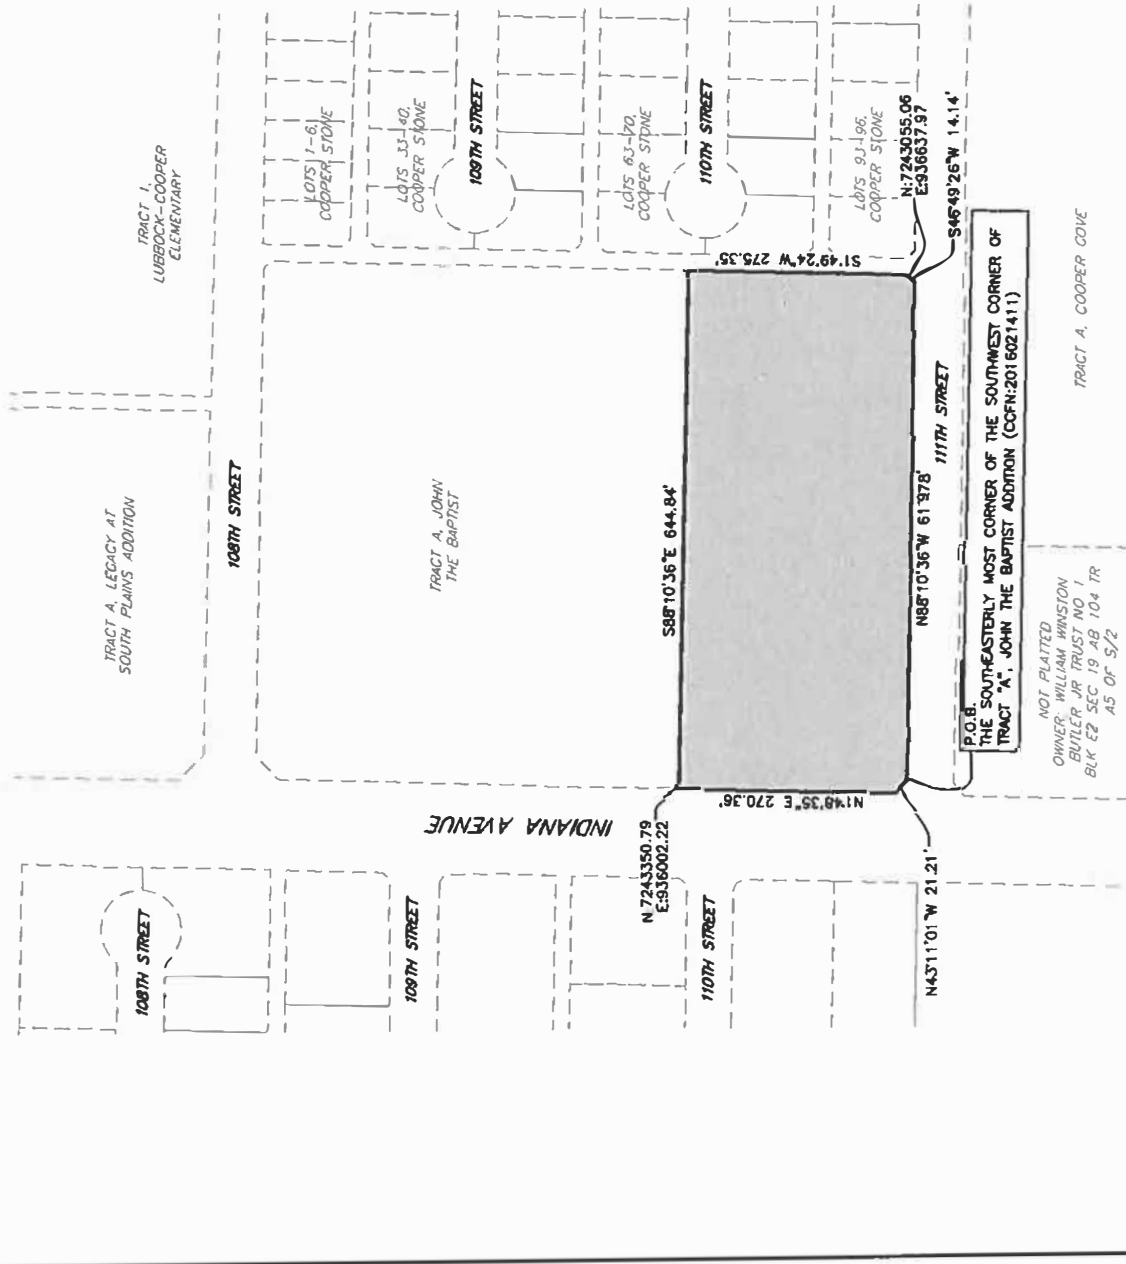 TRACT 1,
LUBBOCK-COOPER
ELEMENTARY
TRACT A, LEGACY AT
SOUTH PLAINS ADDITION
108TH STREET
LOTS 1-6,
COOPER STONE
LOTS 33-40,
COOPER STONE
109TH STREET
LOTS 63-70,
COOPER STONE
110TH STREET
LOTS 93-196,
COOPER STONE
TRACT A, JOHN
THE BAPTIST
N:7243055.06
E:936637.97
S46°49'26"W 14.14'
S1°49'24"W 275.35'
S88°10'36"E 644.84'
N88°10'36"W 61978'
111TH STREET
N1°48'35"E 270.36'
N:7243350.79
E:936002.22
INDIANA AVENUE
N43°11'01"W 21.21'
P.O.B.
THE SOUTHEASTERLY MOST CORNER OF THE SOUTHWEST CORNER OF
TRACT "A", JOHN THE BAPTIST ADDITION (CCFN:2016021411)
TRACT A, COOPER COVE
NOT PLATTED
OWNER: WILLIAM WINSTON
BUTLER JR TRUST NO 1
BLK E2 SEC 19 AB 104 TR
A5 OF S/2
108TH STREET
109TH STREET
110TH STREET